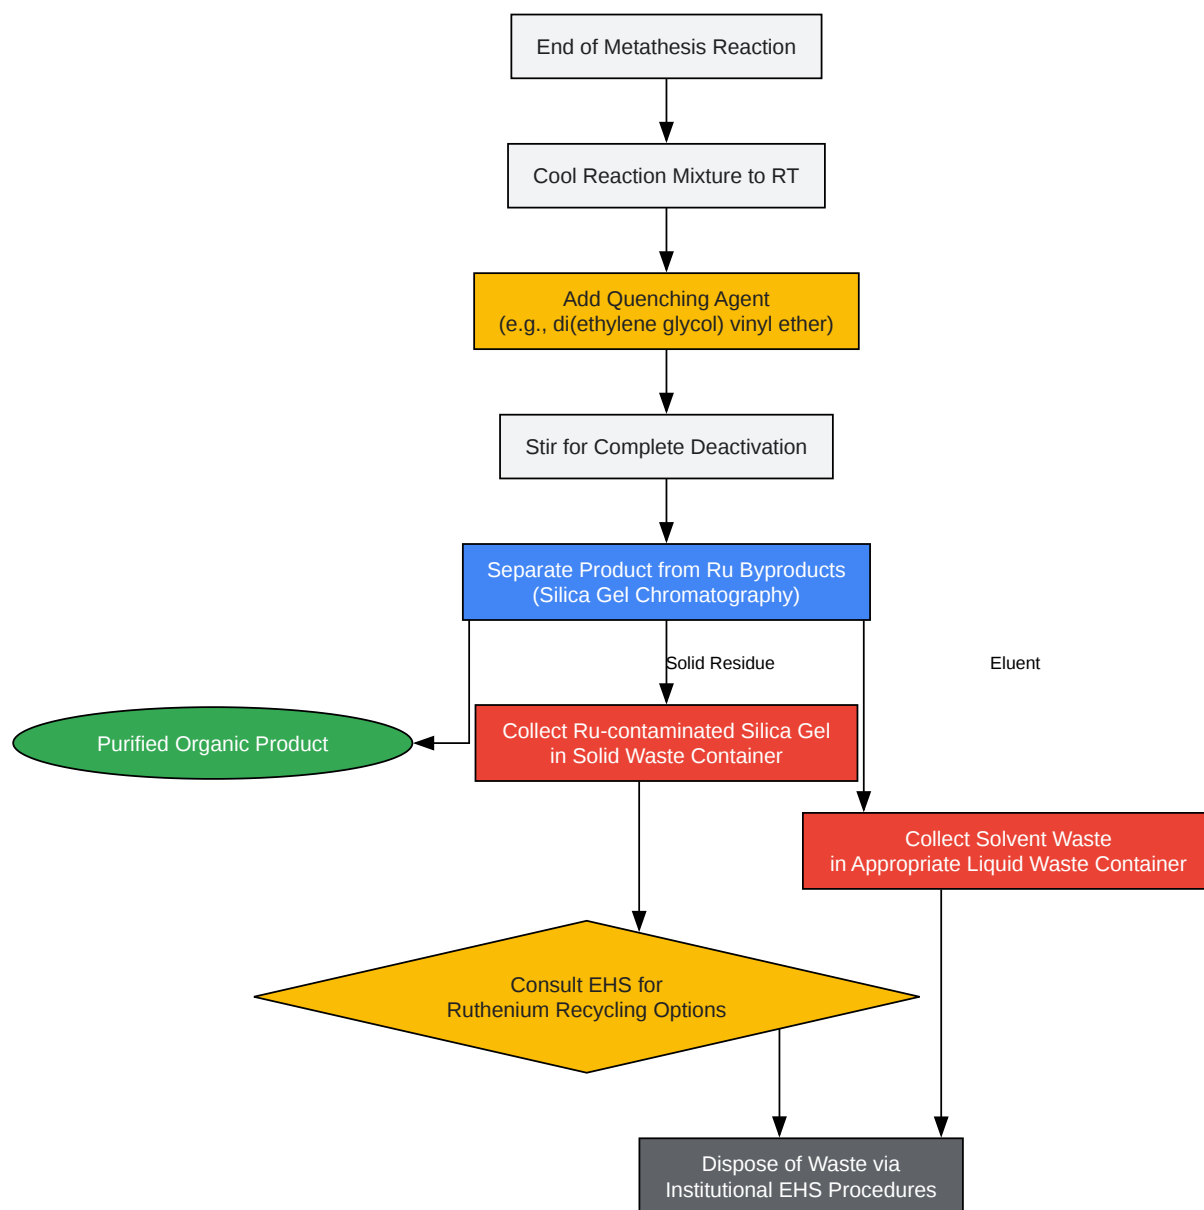 End of Metathesis Reaction
Cool Reaction Mixture to RT
Add Quenching Agent
(e.g., di(ethylene glycol) vinyl ether)
Stir for Complete Deactivation
Separate Product from Ru Byproducts
(Silica Gel Chromatography)
Solid Residue
Eluent
Purified Organic Product
Collect Ru-contaminated Silica Gel
in Solid Waste Container
Collect Solvent Waste
in Appropriate Liquid Waste Container
Consult EHS for
Ruthenium Recycling Options
Dispose of Waste via
Institutional EHS Procedures